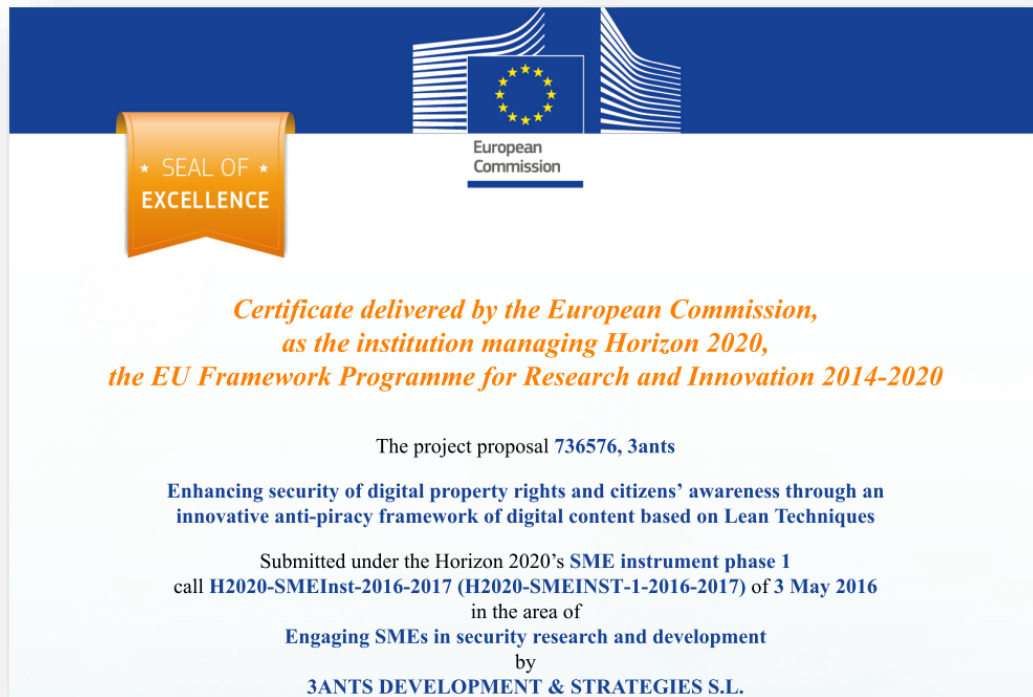 European
Commission
★ SEAL OF ★
EXCELLENCE
Certificate delivered by the European Commission,
as the institution managing Horizon 2020,
the EU Framework Programme for Research and Innovation 2014-2020
The project proposal 736576, 3ants
Enhancing security of digital property rights and citizens’ awareness through an
innovative anti-piracy framework of digital content based on Lean Techniques
Submitted under the Horizon 2020’s SME instrument phase 1
call H2020-SMEInst-2016-2017 (H2020-SMEINST-1-2016-2017) of 3 May 2016
in the area of
Engaging SMEs in security research and development
by
3ANTS DEVELOPMENT & STRATEGIES S.L.